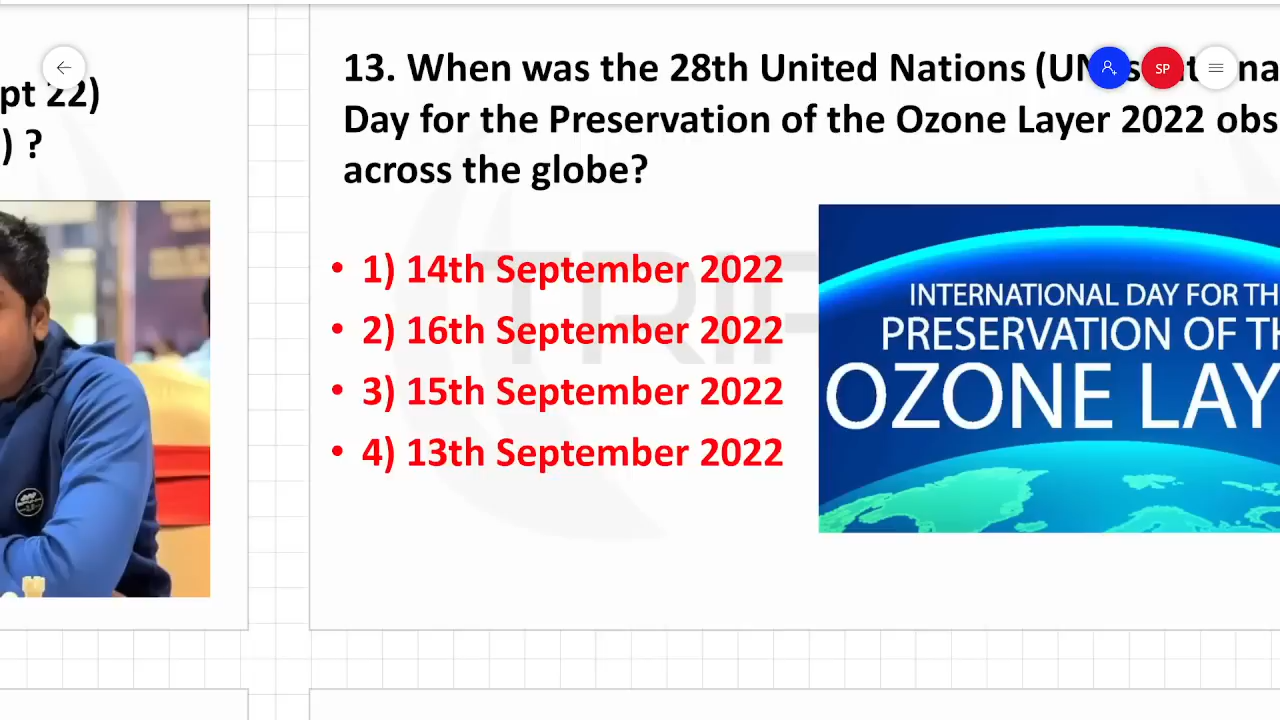 pt 22)
) ?
13. When was the 28th United Nations (UN
Day for the Preservation of the Ozone Layer 2022 obs
across the globe?
• 1) 14th September 2022
• 2) 16th September 2022
• 3) 15th September 2022
• 4) 13th September 2022
INTERNATIONAL DAY FOR TH
PRESERVATION OF TH
OZONE LAY
SP
TRIF